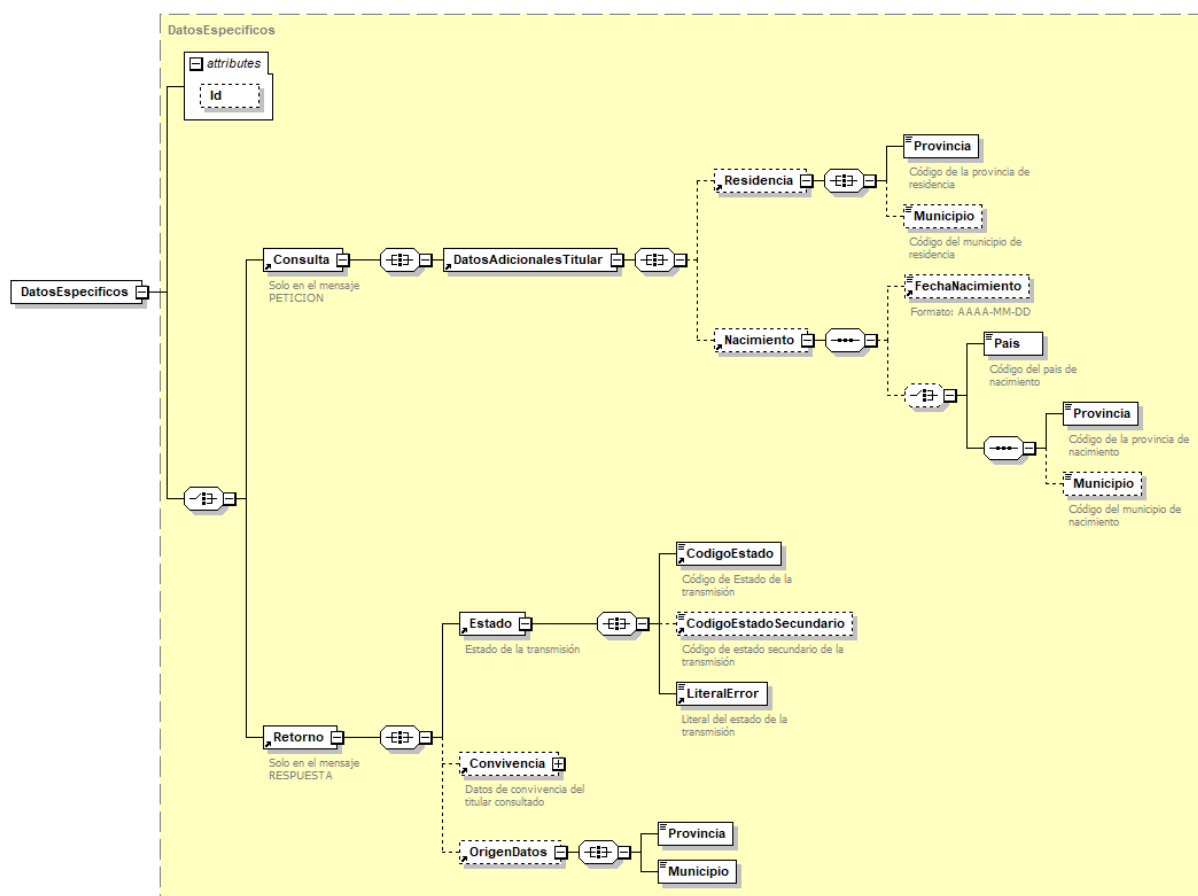 DatosEspecificos
attributes
Id
Provincia
Código de la provincia de
residencia
Residencia
Municipio
Código del municipio de
residencia
Consulta
Solo en el mensaje
PETICION
DatosAdicionalesTitular
DatosEspecificos
FechaNacimiento
Formato: AAAA-MM-DD
Nacimiento
Pais
Código del pais de
nacimiento
Provincia
Código de la provincia de
nacimiento
Municipio
Código del municipio de
nacimiento
CodigoEstado
Código de Estado de la
transmisión
Estado
Estado de la transmisión
CodigoEstadoSecundario
Código de estado secundario de la
transmisión
LiteralError
Literal del estado de la
transmisión
Retorno
Solo en el mensaje
RESPUESTA
Convivencia
Datos de convivencia del
titular consultado
OrigenDatos
Provincia
Municipio